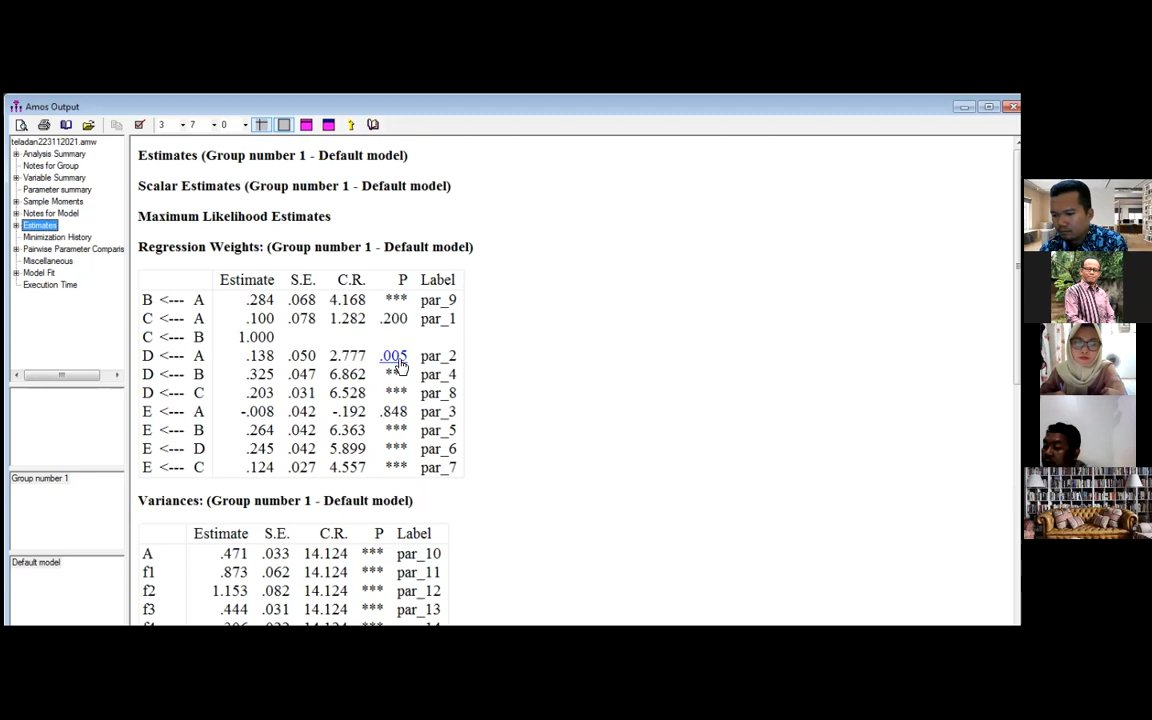 Amos Output
3 7 0
teladan223112021.amw
Analysis Summary
Notes for Group
Variable Summary
Parameter summary
Sample Moments
Notes for Model
Estimates
Minimization History
Pairwise Parameter Comparis
Miscellaneous
Model Fit
Execution Time
Group number 1
Default model
Estimates (Group number 1 - Default model)
Scalar Estimates (Group number 1 - Default model)
Maximum Likelihood Estimates
Regression Weights: (Group number 1 - Default model)
Estimate S.E. C.R. P Label
B <--- A .284 .068 4.168 *** par_9
C <--- A .100 .078 1.282 .200 par_1
C <--- B 1.000
D <--- A .138 .050 2.777 .005 par_2
D <--- B .325 .047 6.862 *** par_4
D <--- C .203 .031 6.528 *** par_8
E <--- A -.008 .042 -.192 .848 par_3
E <--- B .264 .042 6.363 *** par_5
E <--- D .245 .042 5.899 *** par_6
E <--- C .124 .027 4.557 *** par_7
Variances: (Group number 1 - Default model)
Estimate S.E. C.R. P Label
A .471 .033 14.124 *** par_10
f1 .873 .062 14.124 *** par_11
f2 1.153 .082 14.124 *** par_12
f3 .444 .031 14.124 *** par_13